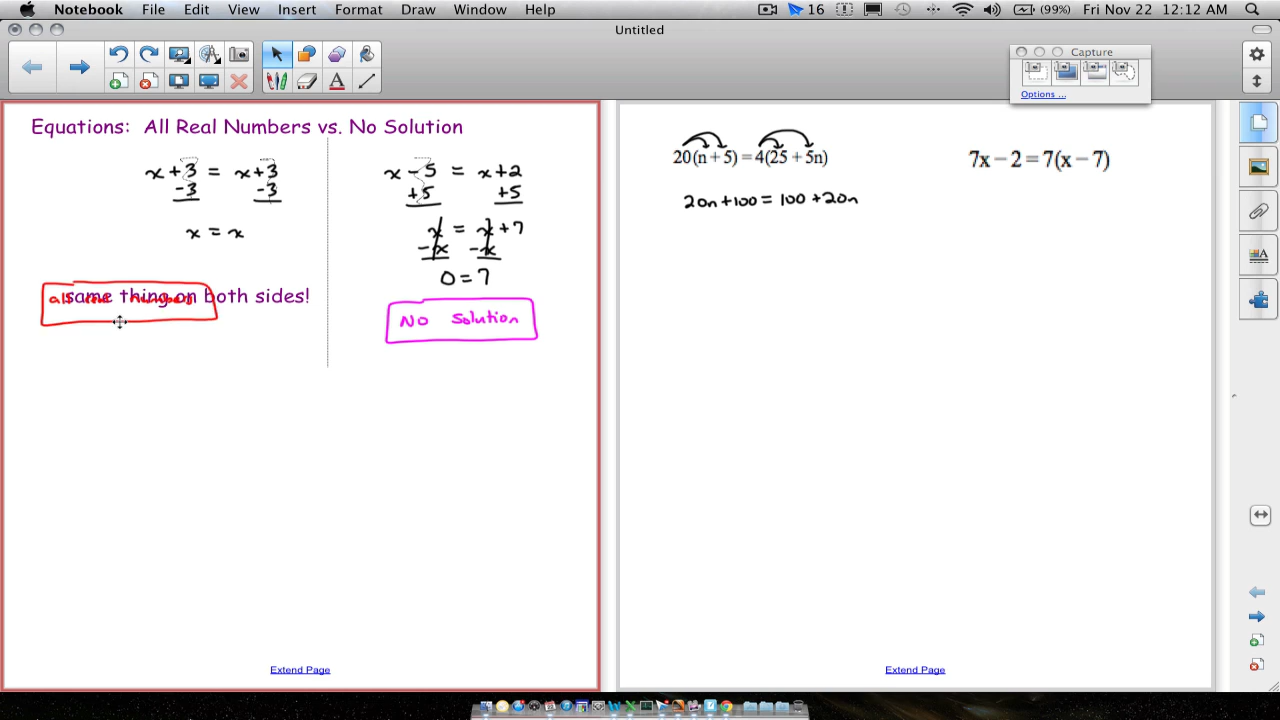 Notebook File Edit View Insert Format Draw Window Help 16 (99%) Fri Nov 22 12:12 AM
Untitled
Capture
Options ...
Equations: All Real Numbers vs. No Solution
x+3 = x+3
-3 -3
x = x
same thing on both sides!
all real numbers
x-5 = x+2
+5 +5
x = x+7
-x -x
0=7
No Solution
Extend Page
20(n + 5) = 4(25 + 5n)
20n+100 = 100+20n
7x − 2 = 7(x − 7)
Extend Page